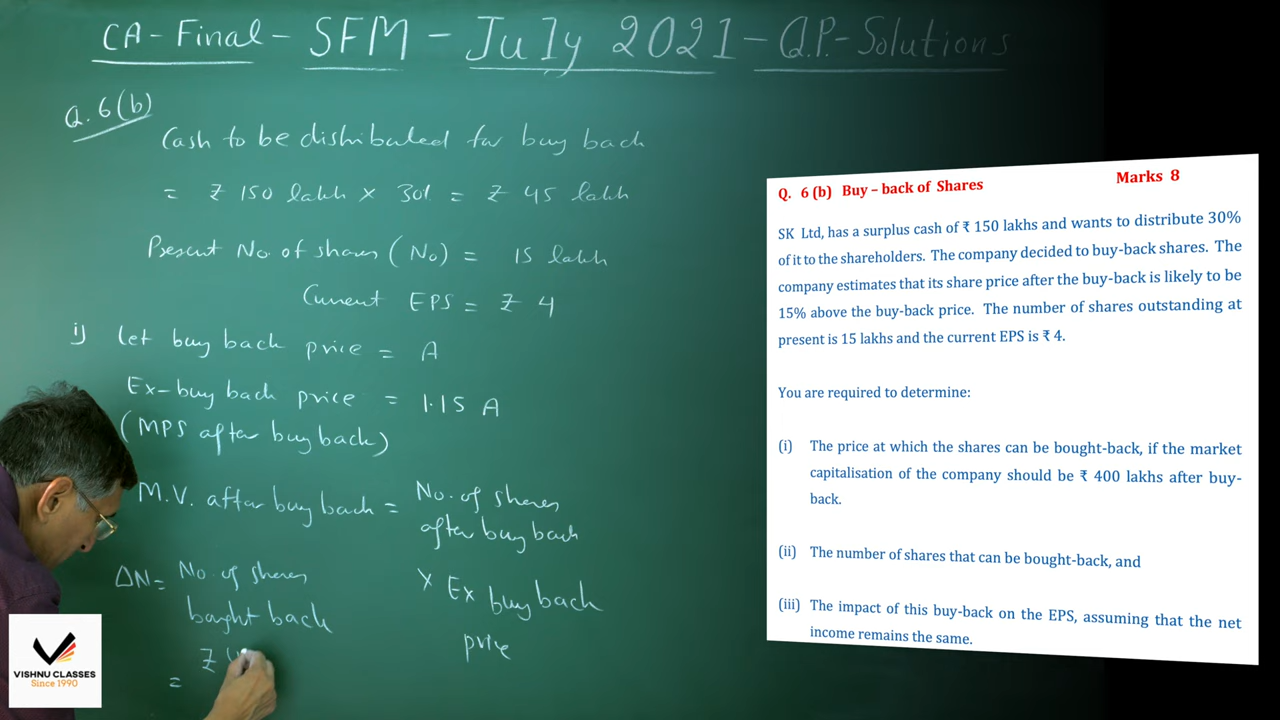 CA-Final-SFM-July 2021-Q.P.-Solutions
Q. 6(b)
Cash to be distributed for buy back
= ₹ 150 lakh × 30% = ₹ 45 lakh
Present No. of shares (No) = 15 lakh
Current EPS = ₹ 4
i) Let buy back price = A
Ex-buy back price = 1.15 A
(MPS after buy back)
M.V. after buy back = No. of shares
after buy back
× Ex buy back
price
ΔN = No. of shares
bought back
= ₹
VISHNU CLASSES
Since 1990
Q. 6 (b) Buy – back of Shares Marks 8
SK Ltd, has a surplus cash of ₹ 150 lakhs and wants to distribute 30%
of it to the shareholders. The company decided to buy-back shares. The
company estimates that its share price after the buy-back is likely to be
15% above the buy-back price. The number of shares outstanding at
present is 15 lakhs and the current EPS is ₹ 4.
You are required to determine:
(i) The price at which the shares can be bought-back, if the market
capitalisation of the company should be ₹ 400 lakhs after buy-
back.
(ii) The number of shares that can be bought-back, and
(iii) The impact of this buy-back on the EPS, assuming that the net
income remains the same.